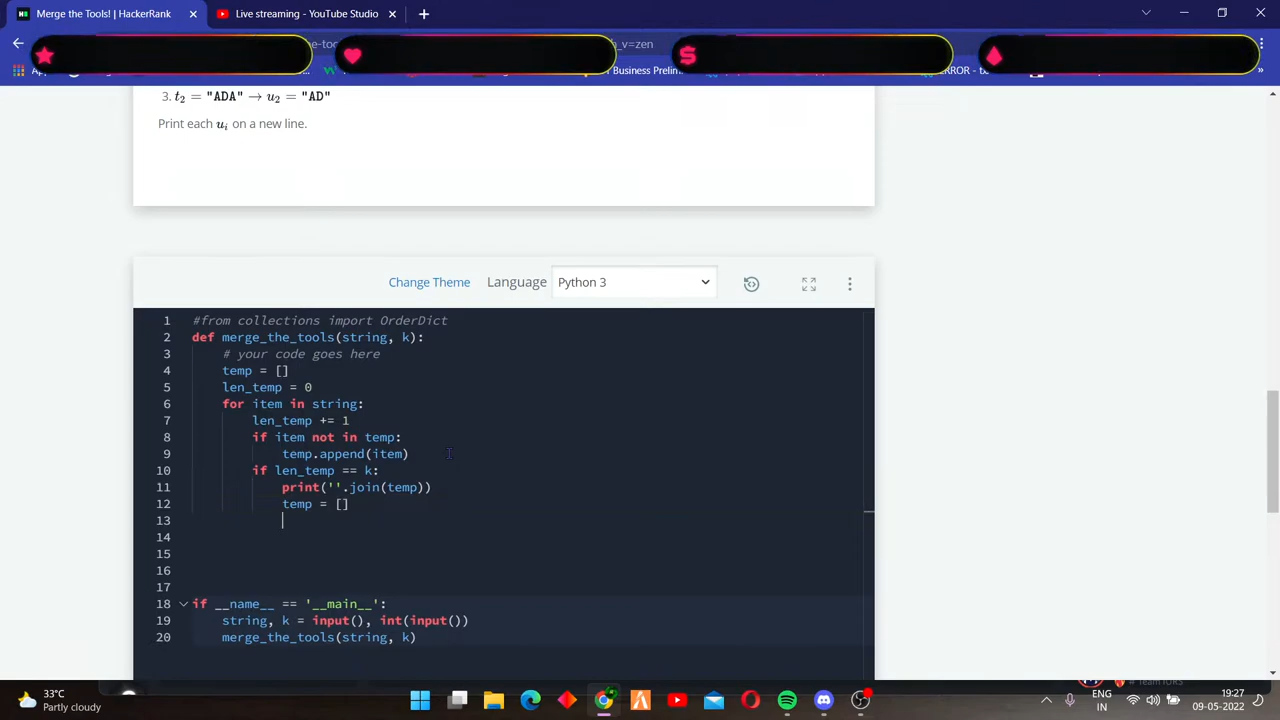 Merge the Tools! | HackerRank
Live streaming - YouTube Studio
h_v=zen
IT Business Prelim
3. t2 = "ADA" → u2 = "AD"
Print each ui on a new line.
Change Theme Language Python 3
1 #from collections import OrderDict
2 def merge_the_tools(string, k):
3 # your code goes here
4 temp = []
5 len_temp = 0
6 for item in string:
7 len_temp += 1
8 if item not in temp:
9 temp.append(item)
10 if len_temp == k:
11 print(''.join(temp))
12 temp = []
13
14
15
16
17
18 if __name__ == '__main__':
19 string, k = input(), int(input())
20 merge_the_tools(string, k)
33°C
Partly cloudy
ENG
IN
19:27
09-05-2022